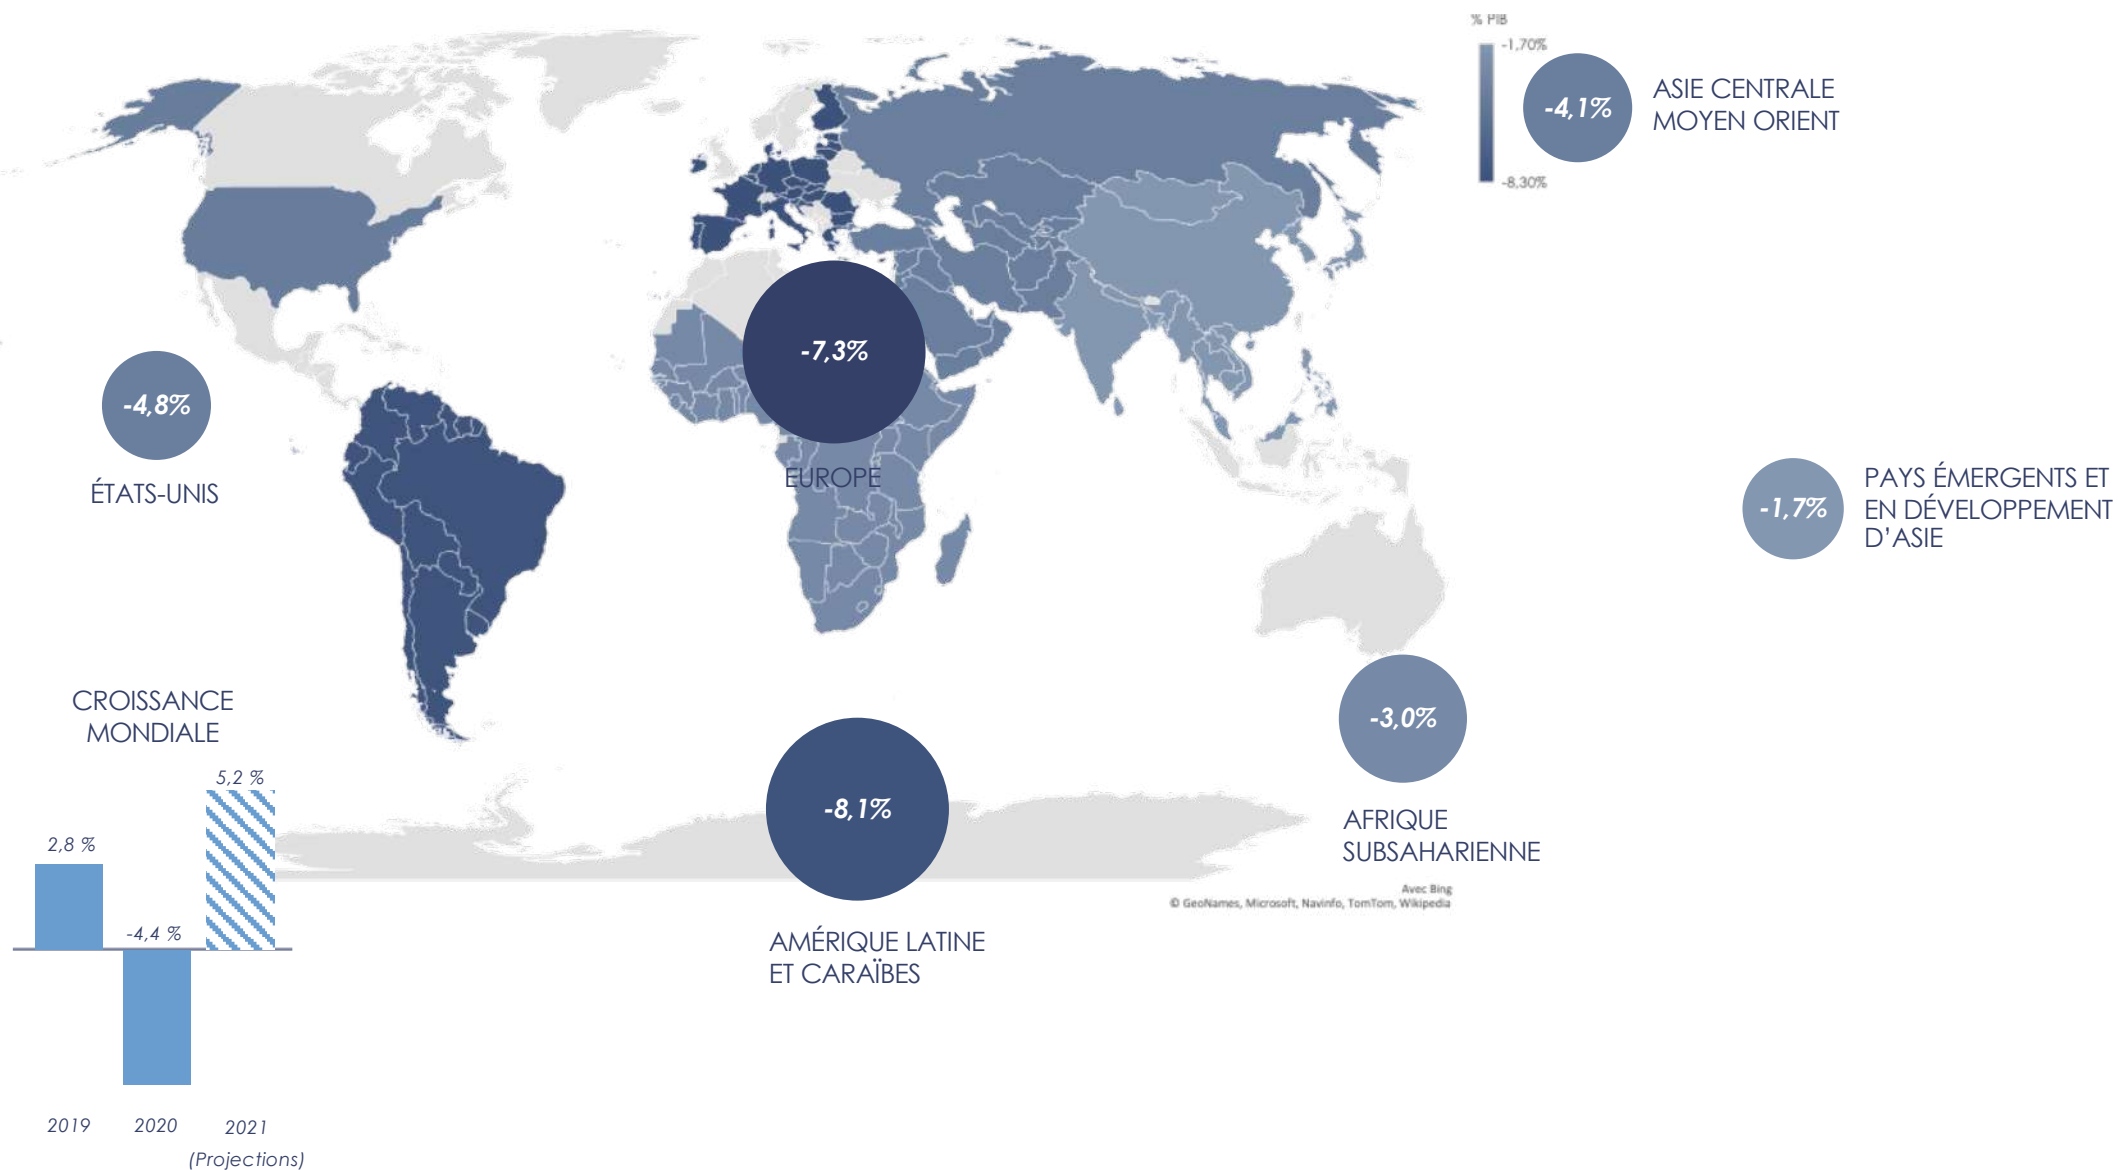 % PIB
-1,70%
-8,30%
-4,1%
ASIE CENTRALE
MOYEN ORIENT
-7,3%
EUROPE
-4,8%
ÉTATS-UNIS
-1,7%
PAYS ÉMERGENTS ET
EN DÉVELOPPEMENT
D’ASIE
-3,0%
AFRIQUE
SUBSAHARIENNE
-8,1%
AMÉRIQUE LATINE
ET CARAÏBES
Avec Bing
© GeoNames, Microsoft, Navinfo, TomTom, Wikipedia
CROISSANCE
MONDIALE
5,2 %
2,8 %
-4,4 %
2019
2020
2021
(Projections)